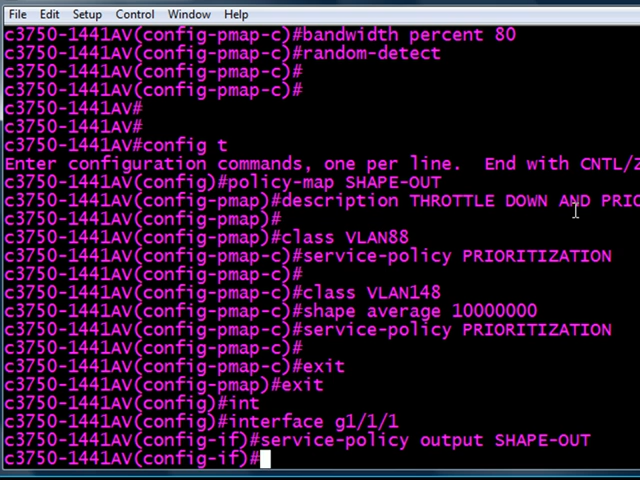 File Edit Setup Control Window Help
c3750-1441AV(config-pmap-c)#bandwidth percent 80
c3750-1441AV(config-pmap-c)#random-detect
c3750-1441AV(config-pmap-c)#
c3750-1441AV(config-pmap-c)#
c3750-1441AV#
c3750-1441AV#
c3750-1441AV#config t
Enter configuration commands, one per line.  End with CNTL/Z
c3750-1441AV(config)#policy-map SHAPE-OUT
c3750-1441AV(config-pmap)#description THROTTLE DOWN AND PRIO
c3750-1441AV(config-pmap)#
c3750-1441AV(config-pmap)#class VLAN88
c3750-1441AV(config-pmap-c)#service-policy PRIORITIZATION
c3750-1441AV(config-pmap-c)#
c3750-1441AV(config-pmap-c)#class VLAN148
c3750-1441AV(config-pmap-c)#shape average 10000000
c3750-1441AV(config-pmap-c)#service-policy PRIORITIZATION
c3750-1441AV(config-pmap-c)#
c3750-1441AV(config-pmap-c)#exit
c3750-1441AV(config-pmap)#exit
c3750-1441AV(config)#int
c3750-1441AV(config)#interface g1/1/1
c3750-1441AV(config-if)#service-policy output SHAPE-OUT
c3750-1441AV(config-if)#